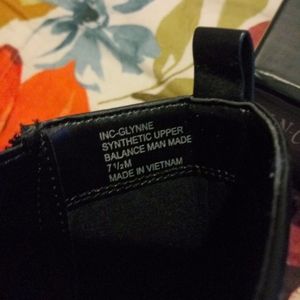 INC-GLYNNE
SYNTHETIC UPPER
BALANCE MAN MADE
7 1/2M
MADE IN VIETNAM